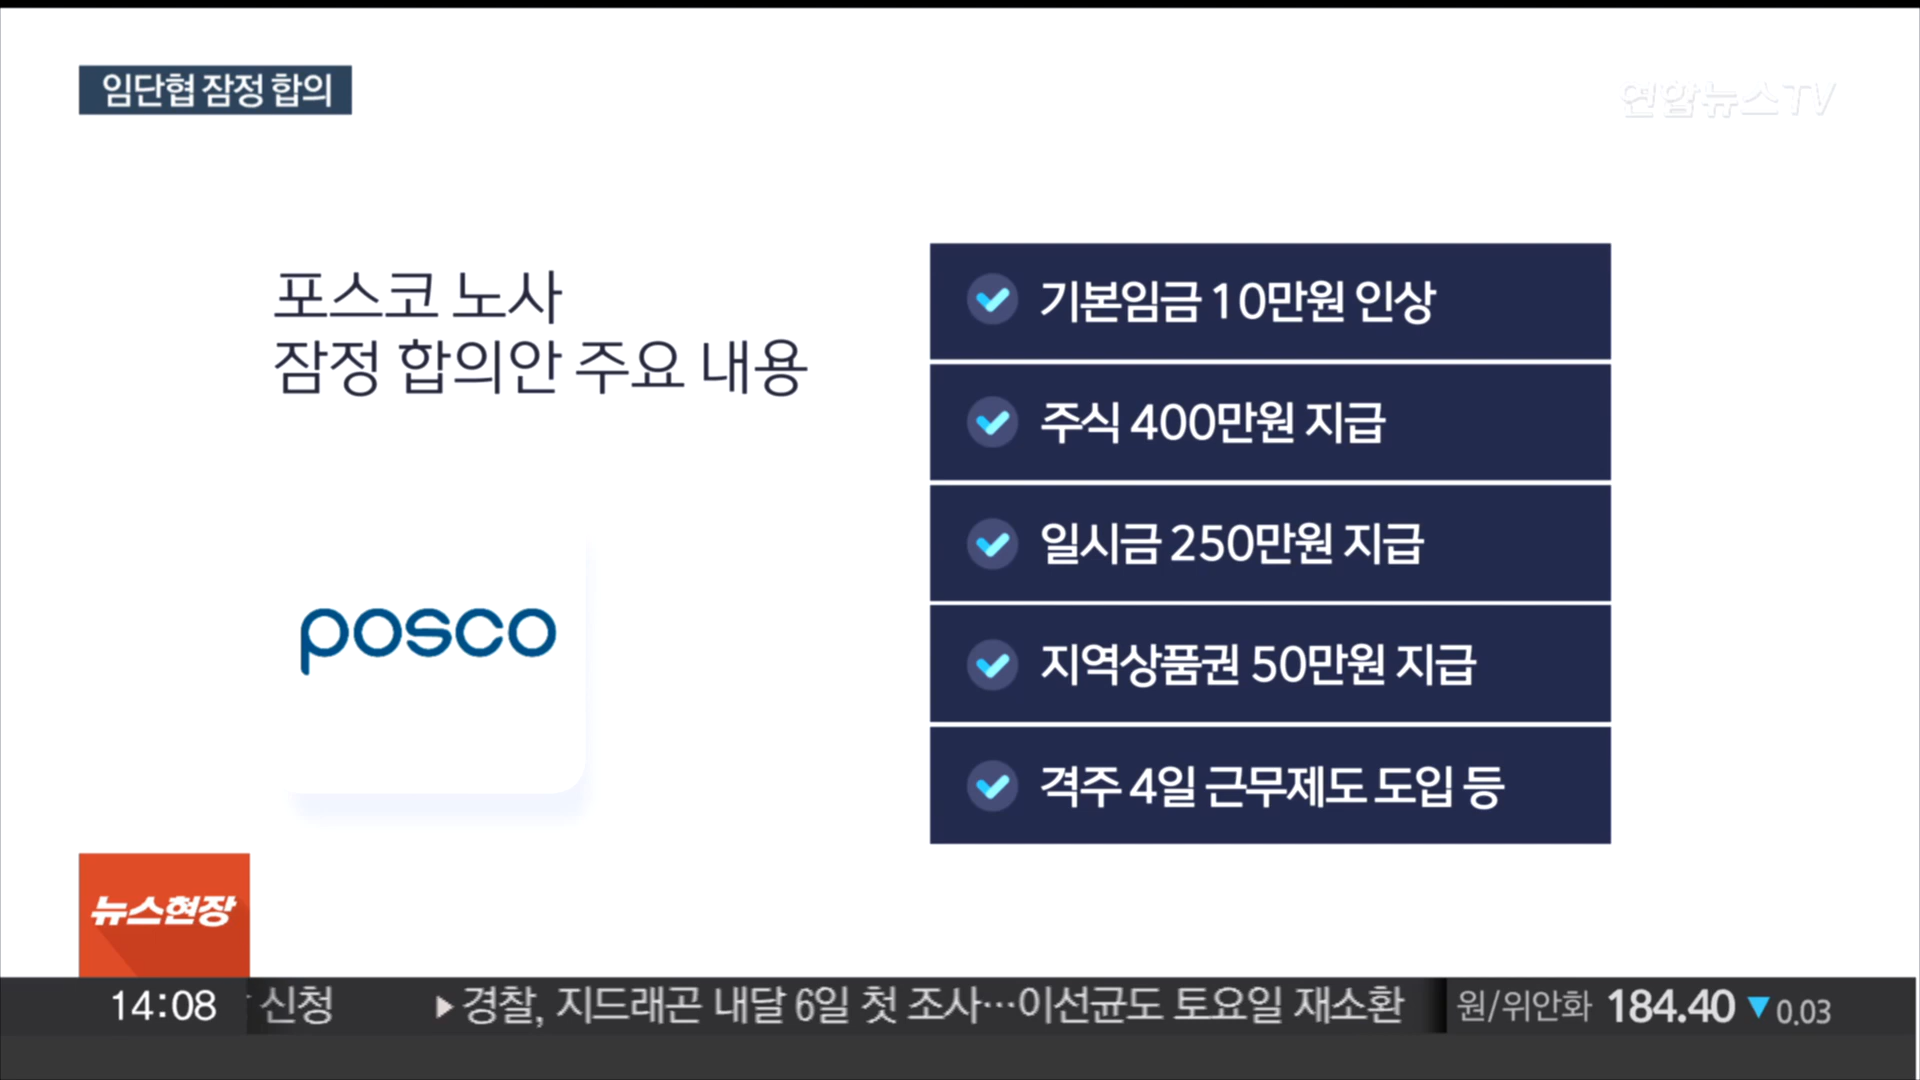 임단협 잠정 합의
연합뉴스TV
포스코 노사
잠정 합의안 주요 내용
posco
기본임금 10만원 인상
주식 400만원 지급
일시금 250만원 지급
지역상품권 50만원 지급
격주 4일 근무제도 도입 등
뉴스현장
14:08
신청 ▶경찰, 지드래곤 내달 6일 첫 조사…이선균도 토요일 재소환
원/위안화 184.40 ▼0.03